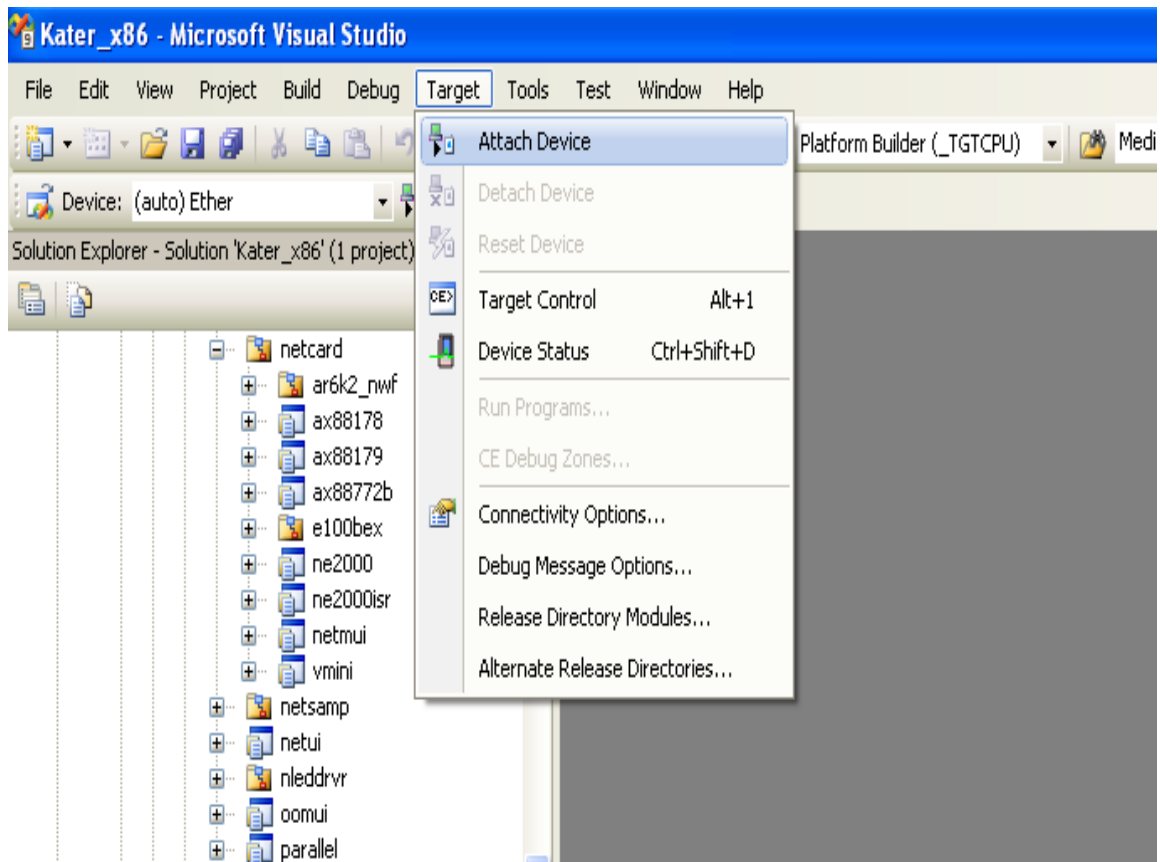 Kater_x86 - Microsoft Visual Studio
File Edit View Project Build Debug Target Tools Test Window Help
Attach Device
Platform Builder (_TGTCPU)
Medi
Device: (auto) Ether
Detach Device
Solution Explorer - Solution 'Kater_x86' (1 project)
Reset Device
CE> Target Control Alt+1
Device Status Ctrl+Shift+D
Run Programs...
CE Debug Zones...
Connectivity Options...
Debug Message Options...
Release Directory Modules...
Alternate Release Directories...
netcard
ar6k2_nwf
ax88178
ax88179
ax88772b
e100bex
ne2000
ne2000isr
netmui
vmini
netsamp
netui
nleddrvr
oomui
parallel